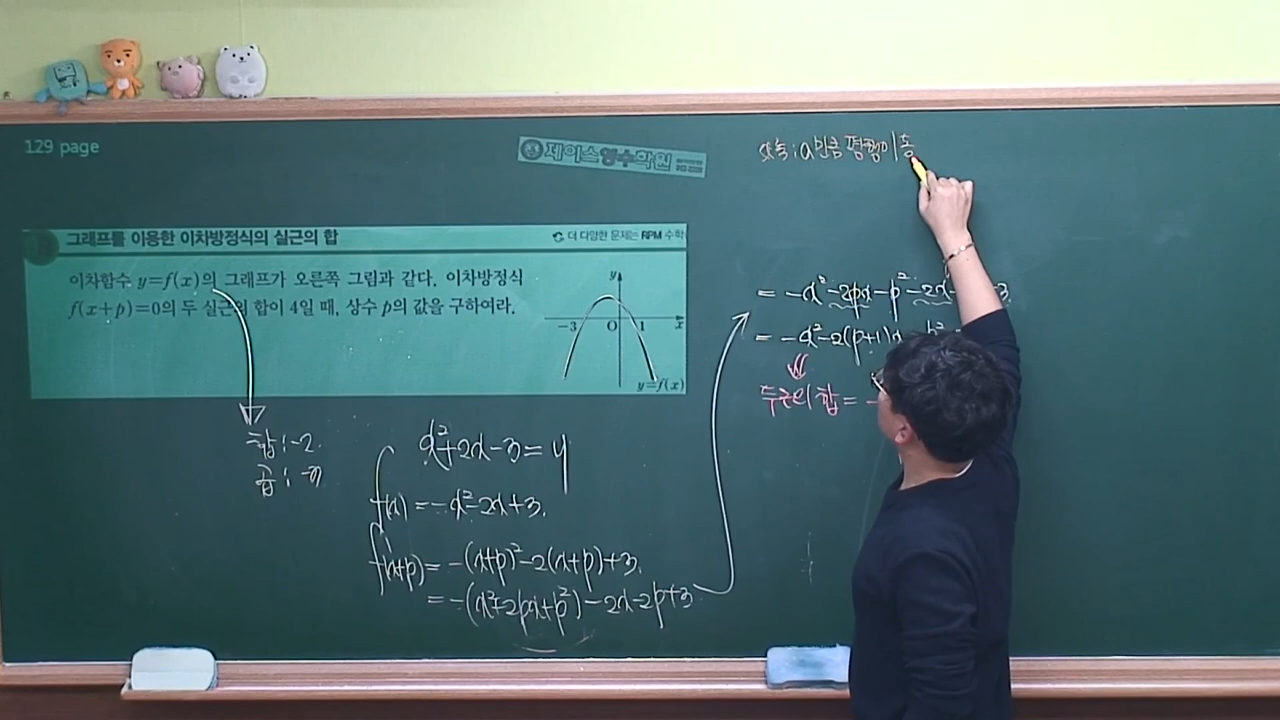 129 page
제이스영수학원
그래프를 이용한 이차방정식의 실근의 합
더 다양한 문제는 RPM 수학
이차함수 y=f(x)의 그래프가 오른쪽 그림과 같다. 이차방정식
f(x+p)=0의 두 실근의 합이 4일 때, 상수 p의 값을 구하여라.
y
-3 O 1 x
y=f(x)
합 : -2.
곱 : -3
x²+2x-3=y
f(x)=-x²-2x+3.
f(x+p)=-(x+p)²-2(x+p)+3.
=-(x²+2px+p²)-2x-2p+3
x축 : a만큼 평행이동
=-x²-2px-p²-2x- 3.
=-x²-2(p+1)x-p²
두근의 합=-